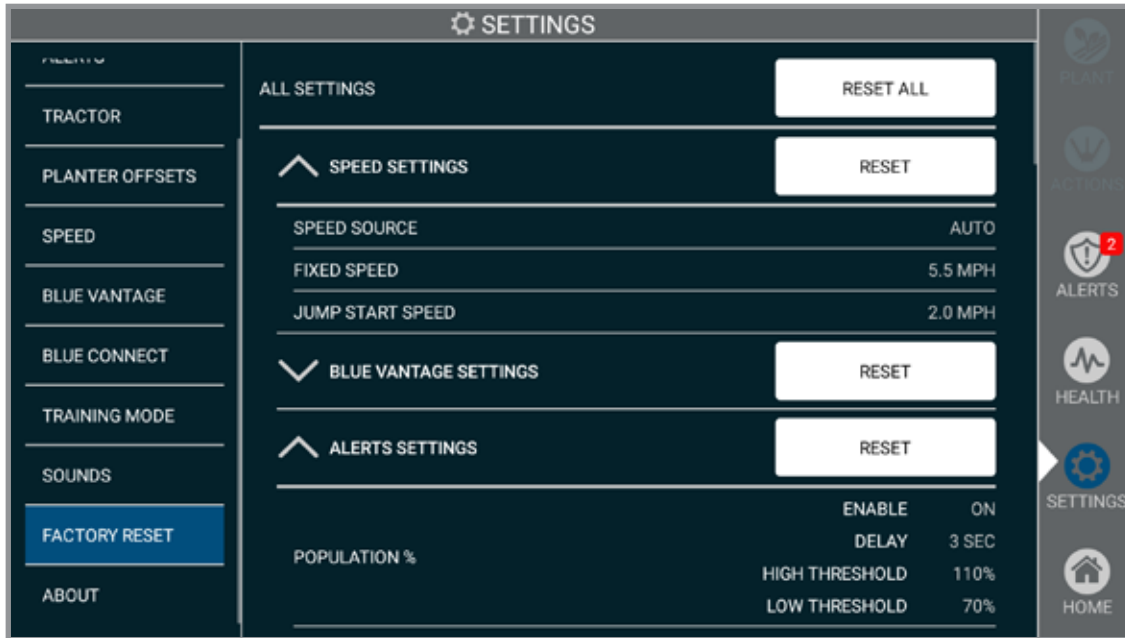 SETTINGS
ALERTS
TRACTOR
PLANTER OFFSETS
SPEED
BLUE VANTAGE
BLUE CONNECT
TRAINING MODE
SOUNDS
FACTORY RESET
ABOUT
ALL SETTINGS RESET ALL
SPEED SETTINGS RESET
SPEED SOURCE AUTO
FIXED SPEED 5.5 MPH
JUMP START SPEED 2.0 MPH
BLUE VANTAGE SETTINGS RESET
ALERTS SETTINGS RESET
POPULATION %
ENABLE ON
DELAY 3 SEC
HIGH THRESHOLD 110%
LOW THRESHOLD 70%
PLANT
ACTIONS
2
ALERTS
HEALTH
SETTINGS
HOME